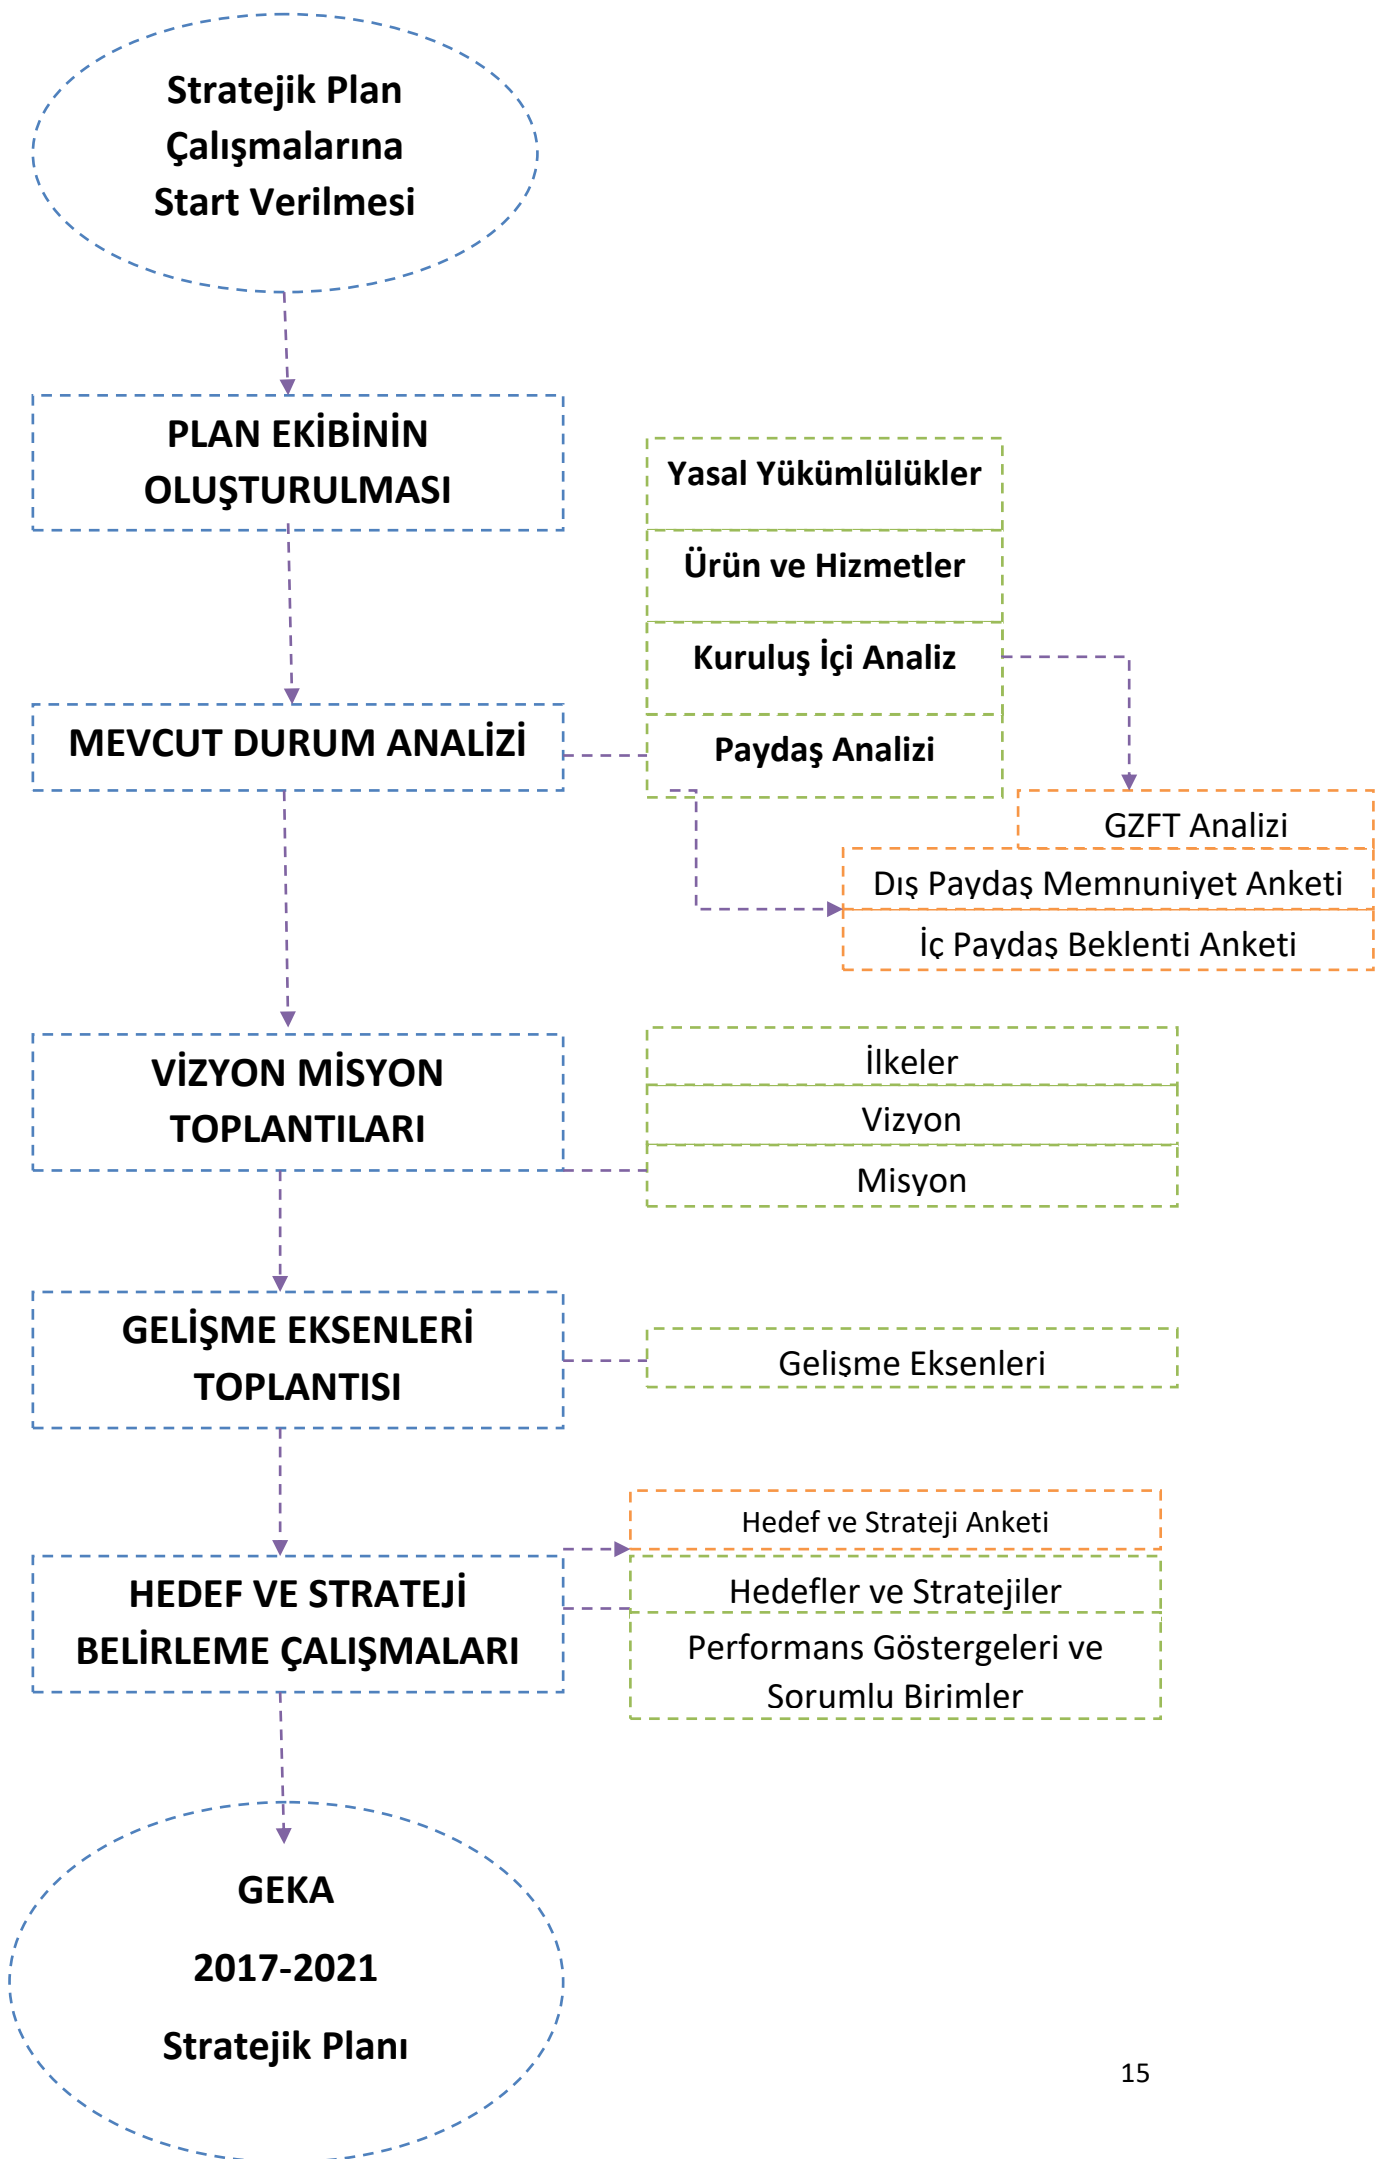 Stratejik Plan
Çalışmalarına
Start Verilmesi
PLAN EKİBİNİN
OLUŞTURULMASI
Yasal Yükümlülükler
Ürün ve Hizmetler
Kuruluş İçi Analiz
MEVCUT DURUM ANALİZİ
Paydaş Analizi
GZFT Analizi
Dış Paydaş Memnuniyet Anketi
İç Paydaş Beklenti Anketi
VİZYON MİSYON
TOPLANTILARI
İlkeler
Vizyon
Misyon
GELİŞME EKSENLERİ
TOPLANTISI
Gelişme Eksenleri
Hedef ve Strateji Anketi
HEDEF VE STRATEJİ
BELİRLEME ÇALIŞMALARI
Hedefler ve Stratejiler
Performans Göstergeleri ve
Sorumlu Birimler
GEKA
2017-2021
Stratejik Planı
15